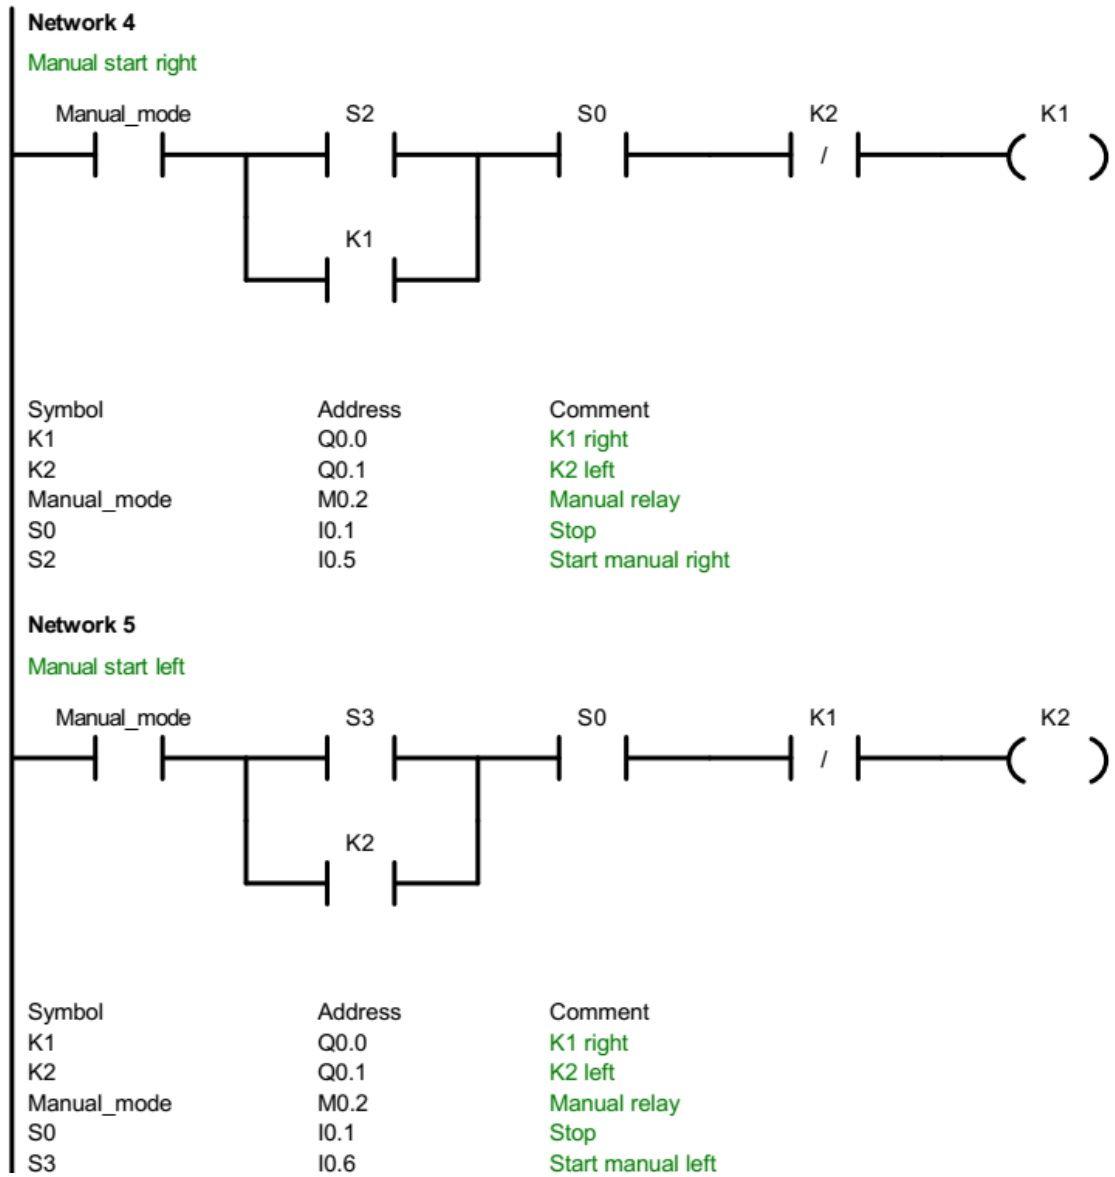 Network 4
Manual start right
Manual_mode S2 S0 K2 K1
/
K1
Symbol Address Comment
K1 Q0.0 K1 right
K2 Q0.1 K2 left
Manual_mode M0.2 Manual relay
S0 I0.1 Stop
S2 I0.5 Start manual right
Network 5
Manual start left
Manual_mode S3 S0 K1 K2
/
K2
Symbol Address Comment
K1 Q0.0 K1 right
K2 Q0.1 K2 left
Manual_mode M0.2 Manual relay
S0 I0.1 Stop
S3 I0.6 Start manual left